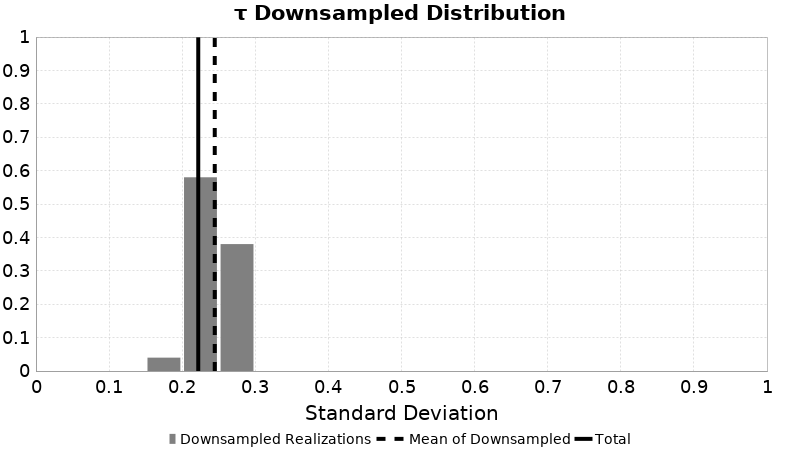 τ Downsampled Distribution
1
0.9
0.8
0.7
0.6
0.5
0.4
0.3
0.2
0.1
0
0 0.1 0.2 0.3 0.4 0.5 0.6 0.7 0.8 0.9 1
Standard Deviation
Downsampled Realizations Mean of Downsampled Total